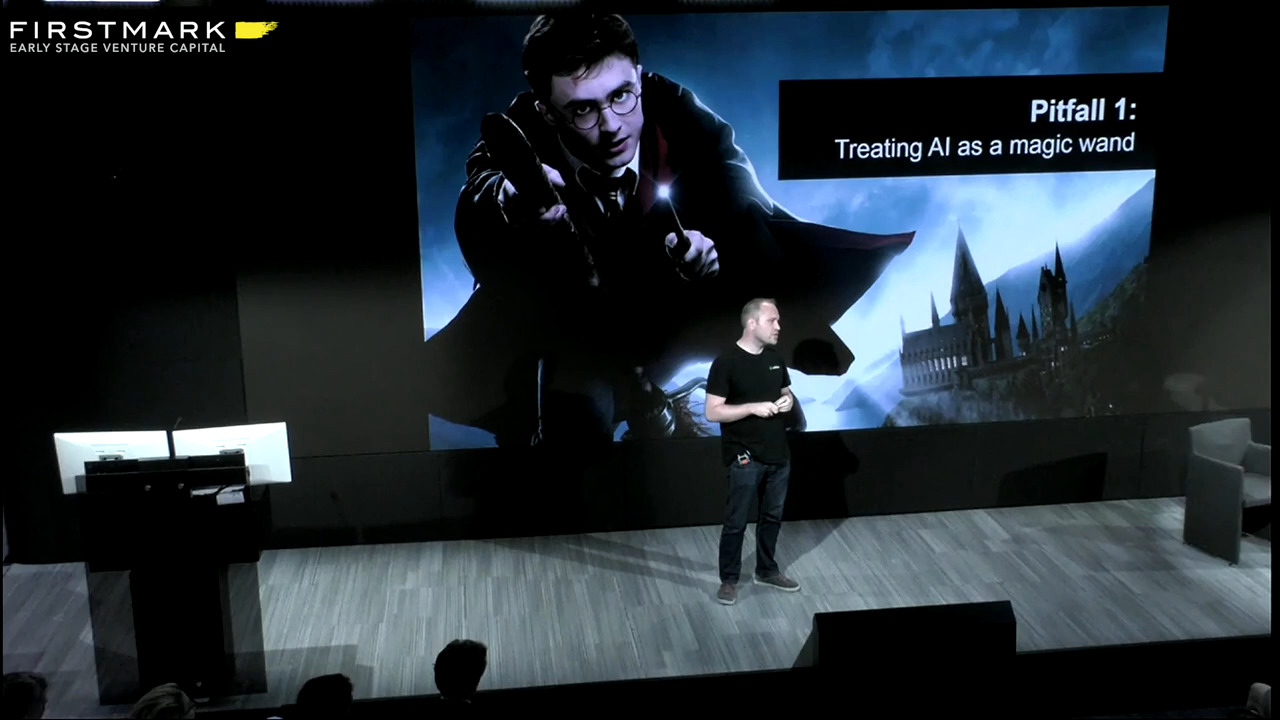 FIRSTMARK
EARLY STAGE VENTURE CAPITAL
Pitfall 1:
Treating AI as a magic wand